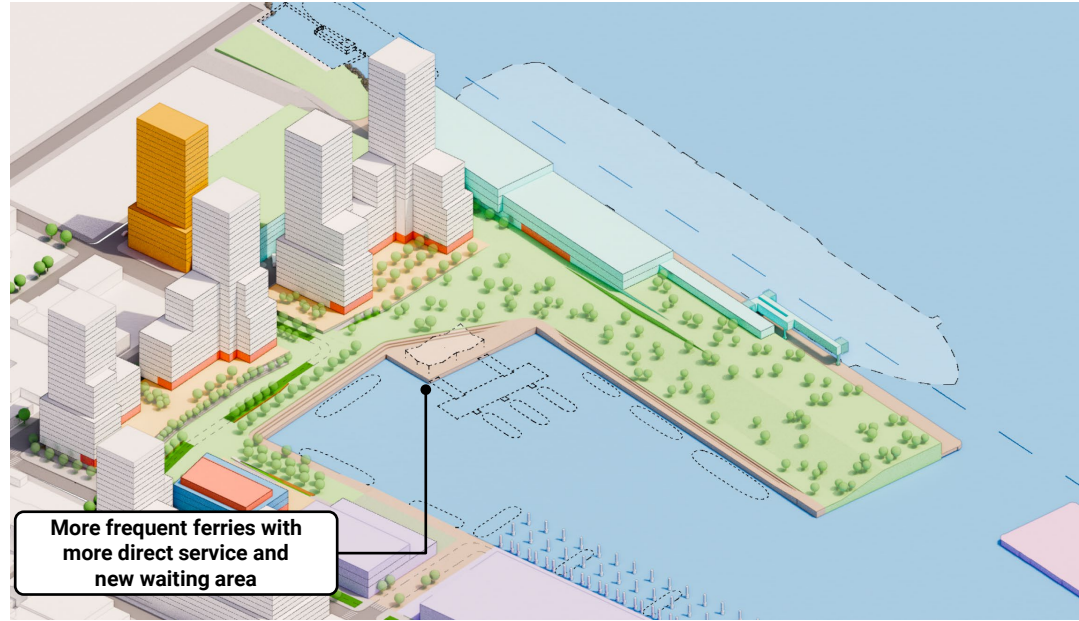 More frequent ferries with
more direct service and
new waiting area